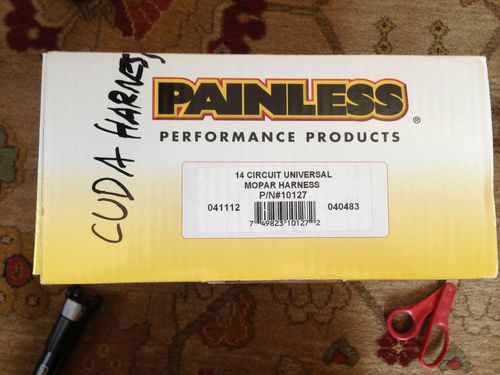 CUDA HARNESS
PAINLESS®
PERFORMANCE PRODUCTS
14 CIRCUIT UNIVERSAL
MOPAR HARNESS
P/N#10127
041112 040483
7 49823 10127 2